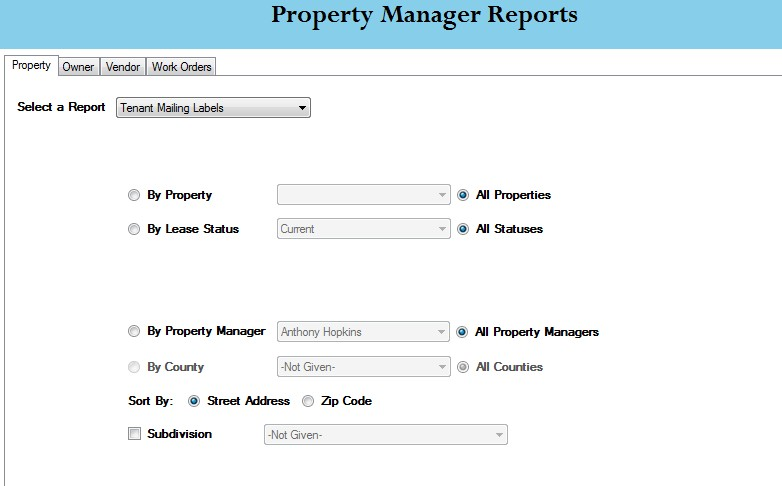 Property Manager Reports
Property Owner Vendor Work Orders
Select a Report Tenant Mailing Labels
By Property All Properties
By Lease Status Current All Statuses
By Property Manager Anthony Hopkins All Property Managers
By County -Not Given- All Counties
Sort By: Street Address Zip Code
Subdivision -Not Given-